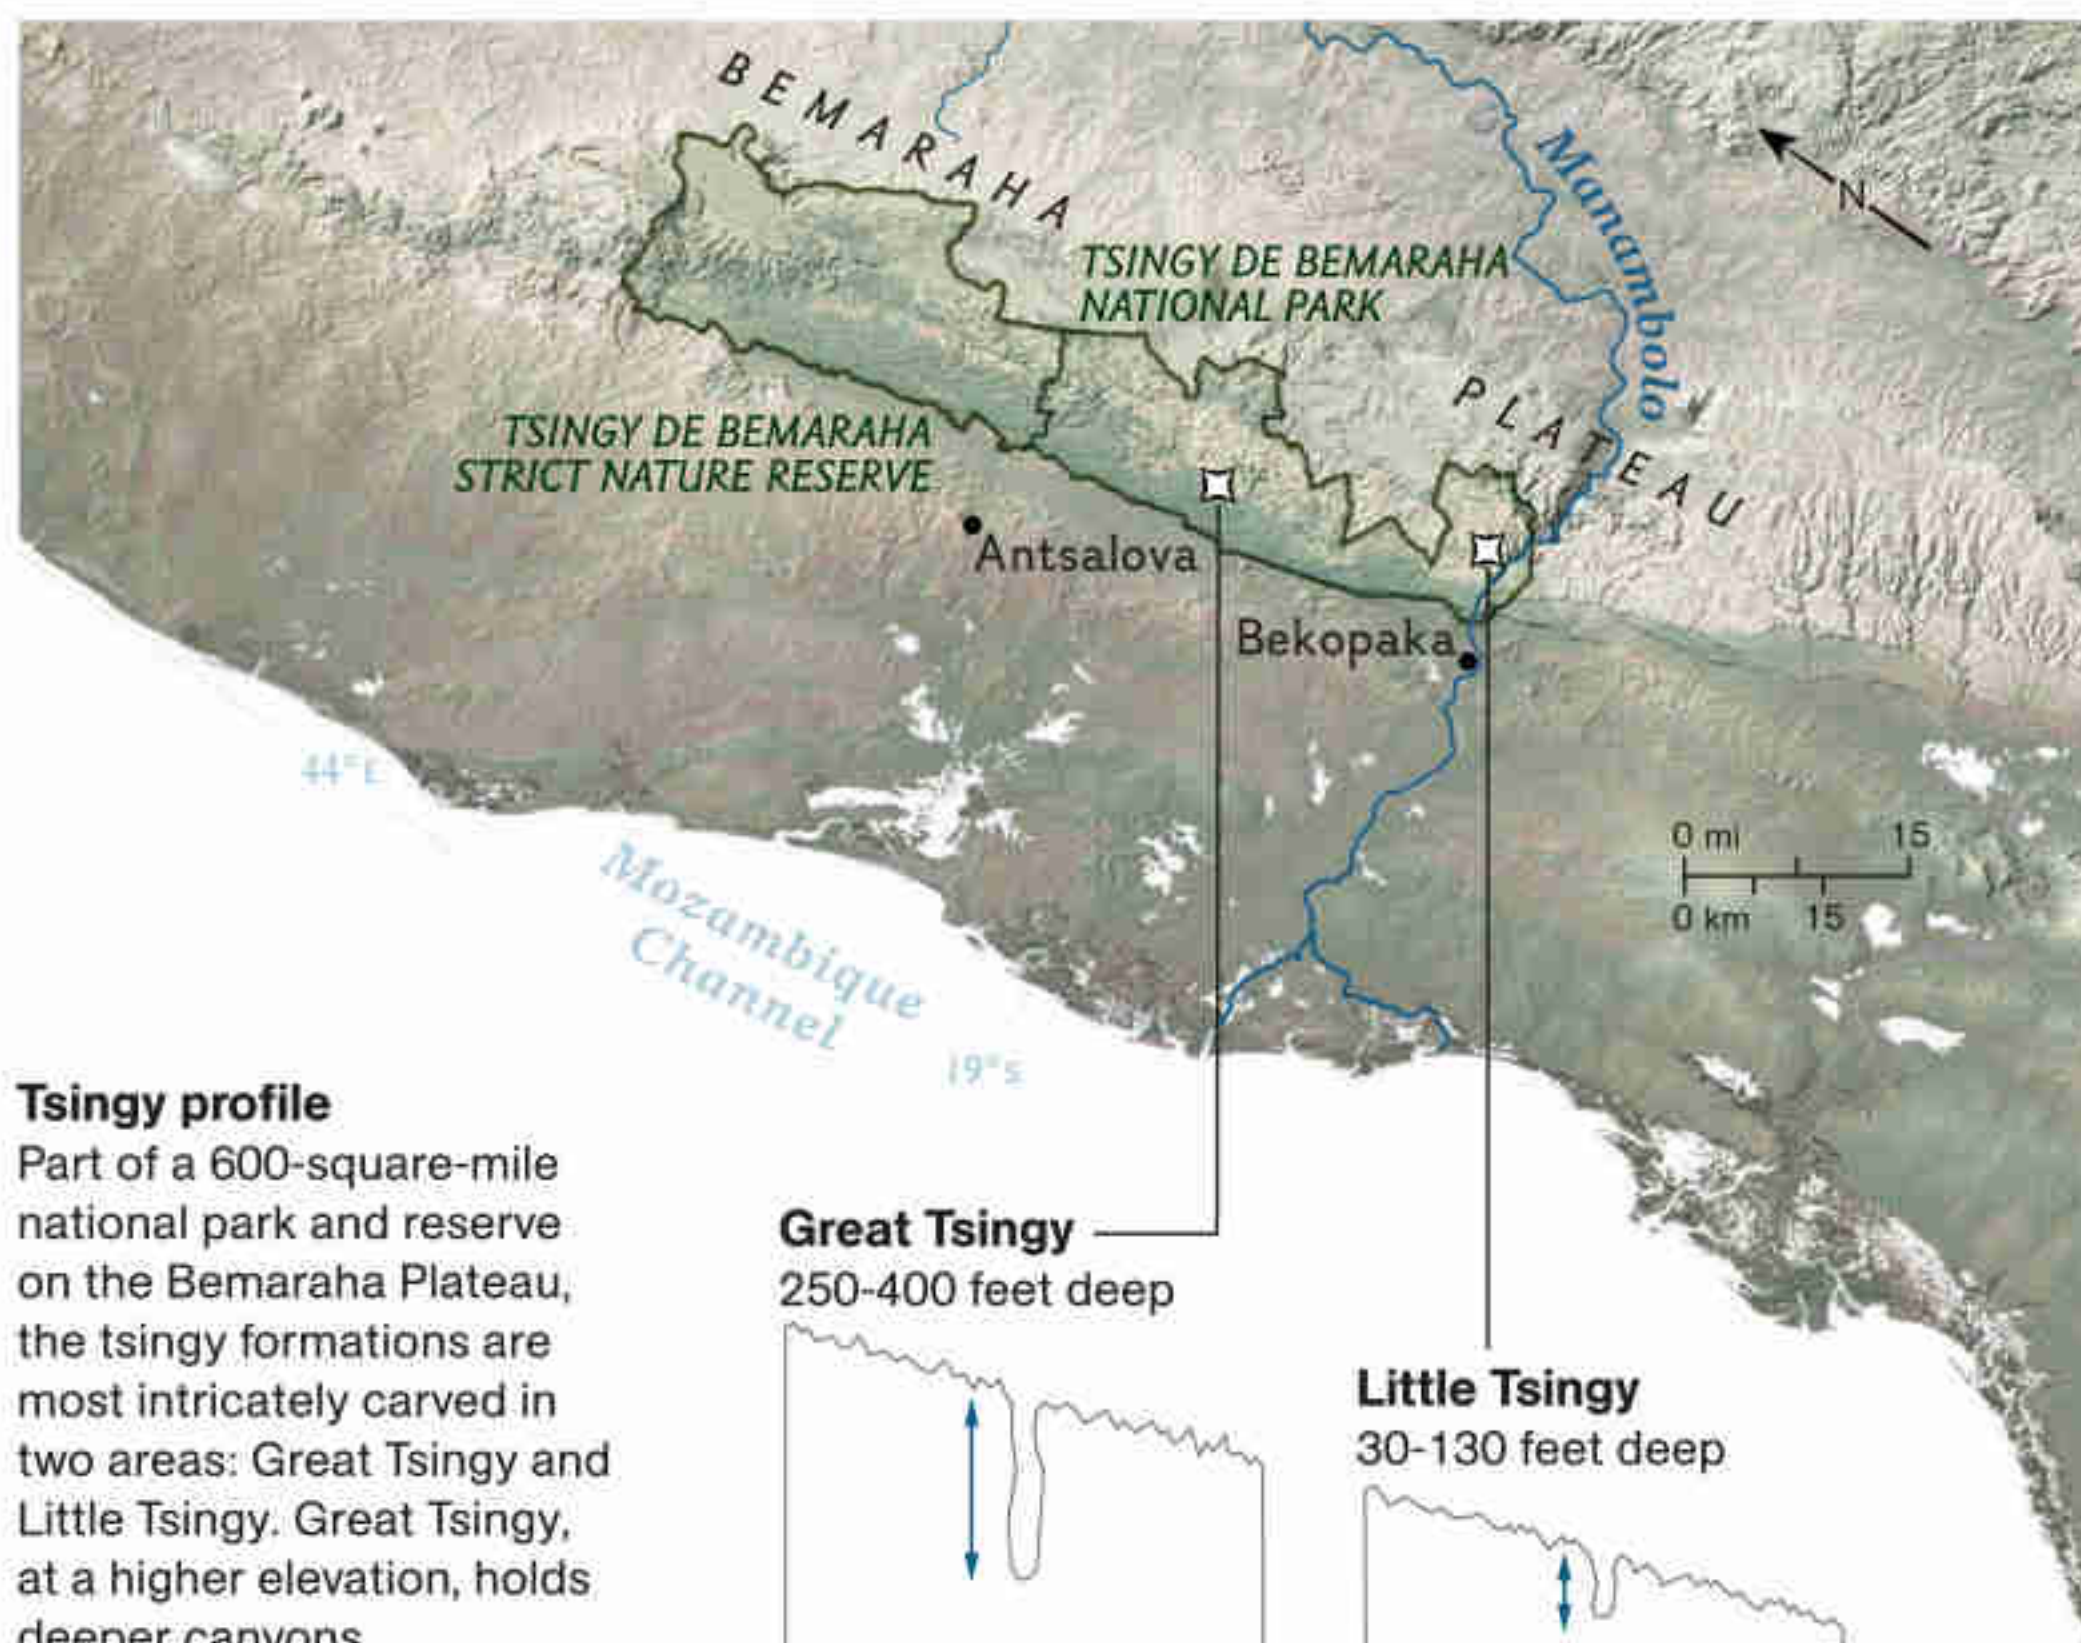 BEMARAHA
PLATEAU
TSINGY DE BEMARAHA
NATIONAL PARK
Manambolo
N
TSINGY DE BEMARAHA
STRICT NATURE RESERVE
Antsalova
Bekopaka
44°E
Mozambique
Channel
19°S
0 mi 15
0 km 15
Tsingy profile
Part of a 600-square-mile
national park and reserve
on the Bemaraha Plateau,
the tsingy formations are
most intricately carved in
two areas: Great Tsingy and
Little Tsingy. Great Tsingy,
at a higher elevation, holds
deeper canyons
Great Tsingy
250-400 feet deep
Little Tsingy
30-130 feet deep